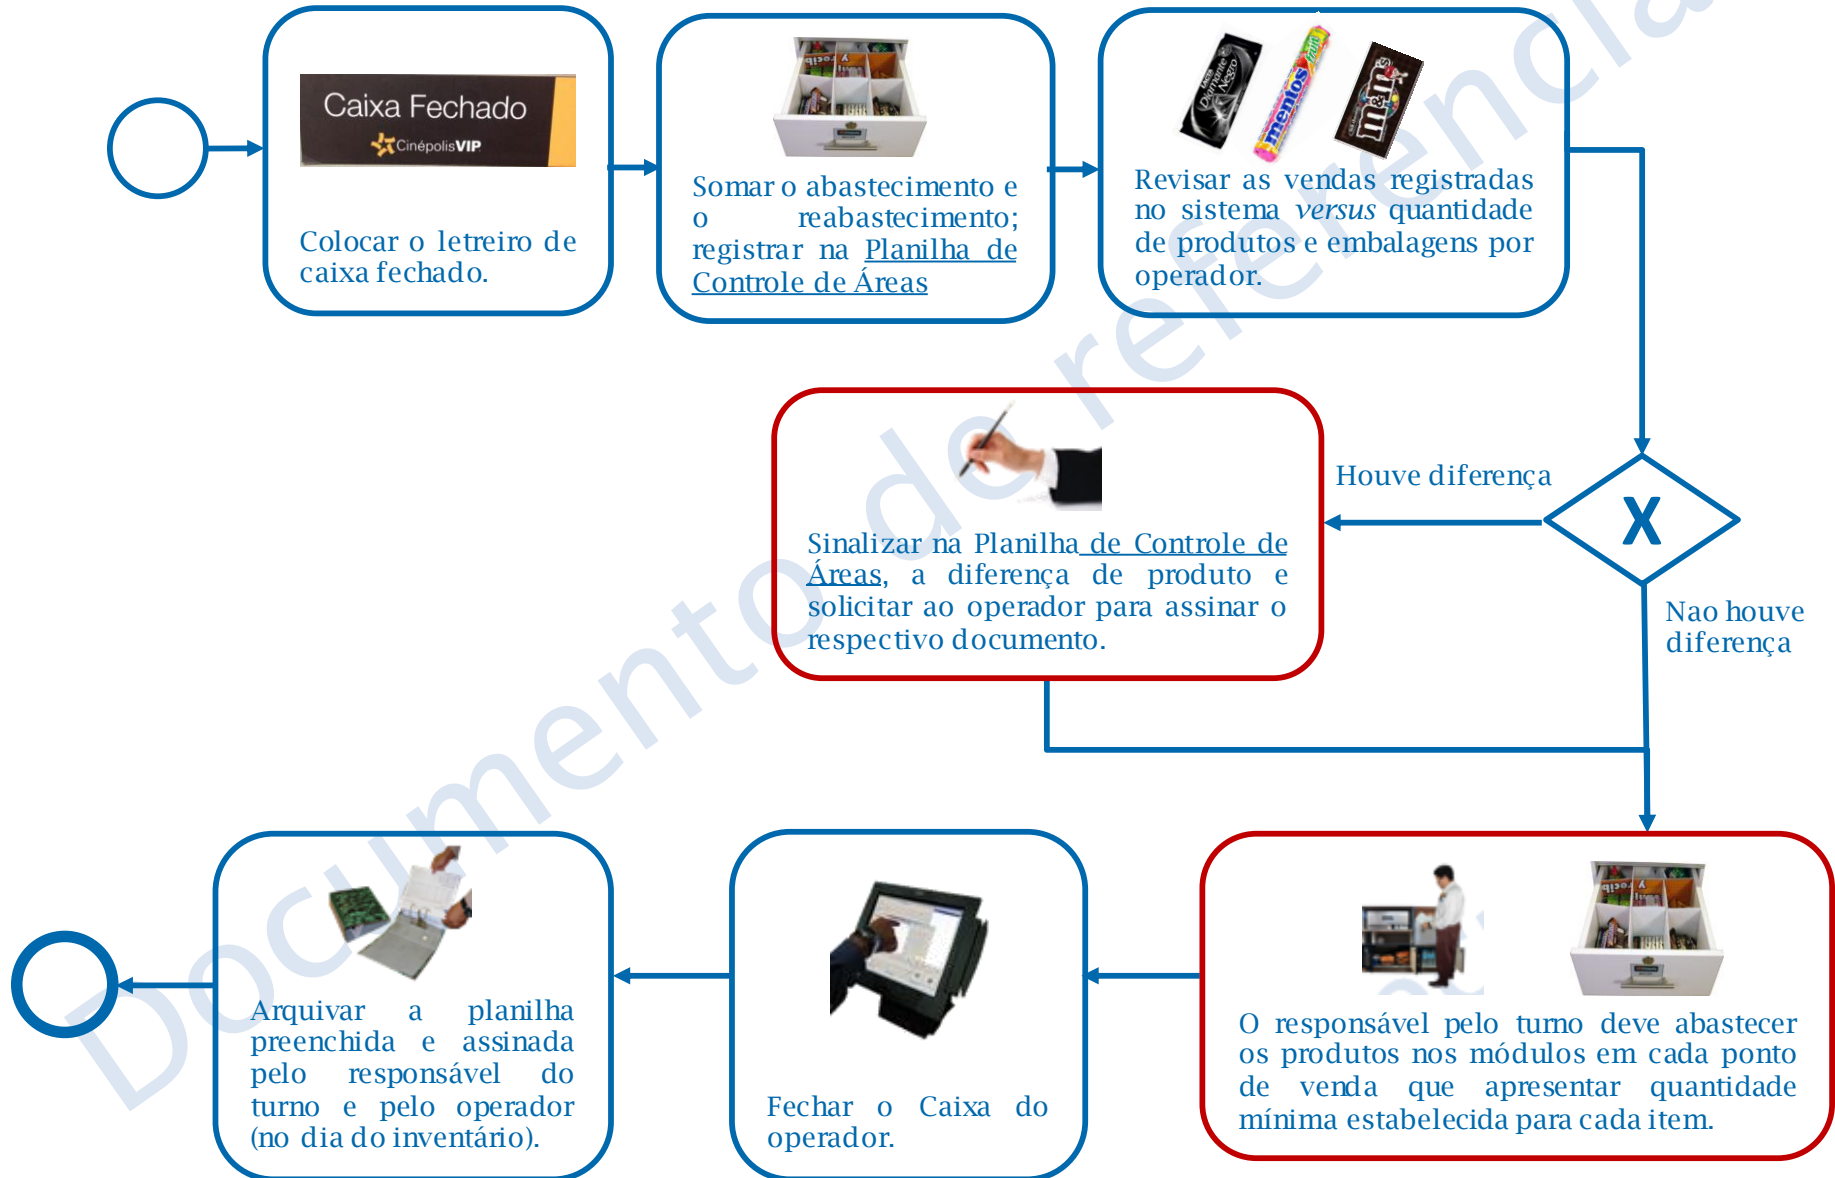 Caixa Fechado
CinépolisVIP
Colocar o letreiro de
caixa fechado.
Somar o abastecimento e
o reabastecimento;
registrar na Planilha de
Controle de Áreas
LACTA
Diamante
Negro
mentos
fruit
m&m's
Revisar as vendas registradas
no sistema versus quantidade
de produtos e embalagens por
operador.
X
Houve diferença
Nao houve
diferença
Sinalizar na Planilha de Controle de
Áreas, a diferença de produto e
solicitar ao operador para assinar o
respectivo documento.
O responsável pelo turno deve abastecer
os produtos nos módulos em cada ponto
de venda que apresentar quantidade
mínima estabelecida para cada item.
Fechar o Caixa do
operador.
Arquivar a planilha
preenchida e assinada
pelo responsável do
turno e pelo operador
(no dia do inventário).
Documento de referencia